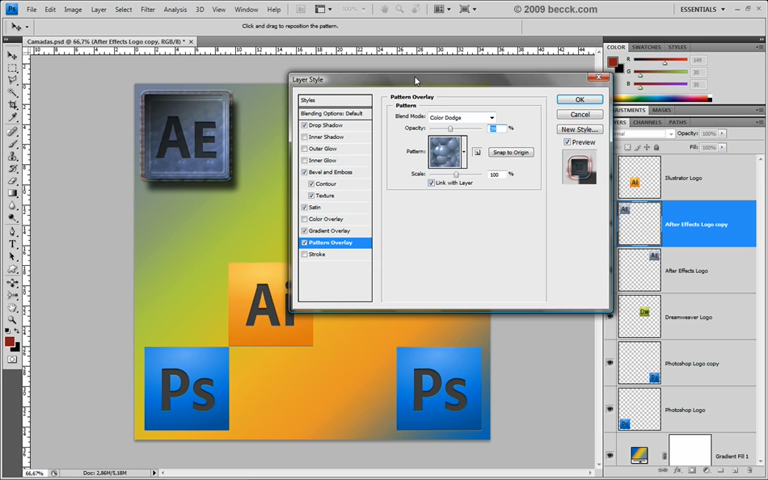 Ps File Edit Image Layer Select Filter Analysis 3D View Window Help
© 2009 becck.com
ESSENTIALS
Click and drag to reposition the pattern.
Camadas.psd @ 66,7% (After Effects Logo copy, RGB/8) *
AE
Ai
Ps
Ps
66,67%
Doc: 2,86M/5,18M
Layer Style
Styles
Blending Options: Default
Drop Shadow
Inner Shadow
Outer Glow
Inner Glow
Bevel and Emboss
Contour
Texture
Satin
Color Overlay
Gradient Overlay
Pattern Overlay
Stroke
Pattern Overlay
Pattern
Blend Mode: Color Dodge
Opacity: %
Pattern:
Snap to Origin
Scale: 100 %
Link with Layer
OK
Cancel
New Style...
Preview
COLOR SWATCHES STYLES
R
G
B
MASKS
CHANNELS PATHS
Opacity: 100%
Fill: 100%
Illustrator Logo
After Effects Logo copy
After Effects Logo
Dreamweaver Logo
Photoshop Logo copy
Photoshop Logo
Gradient Fill 1